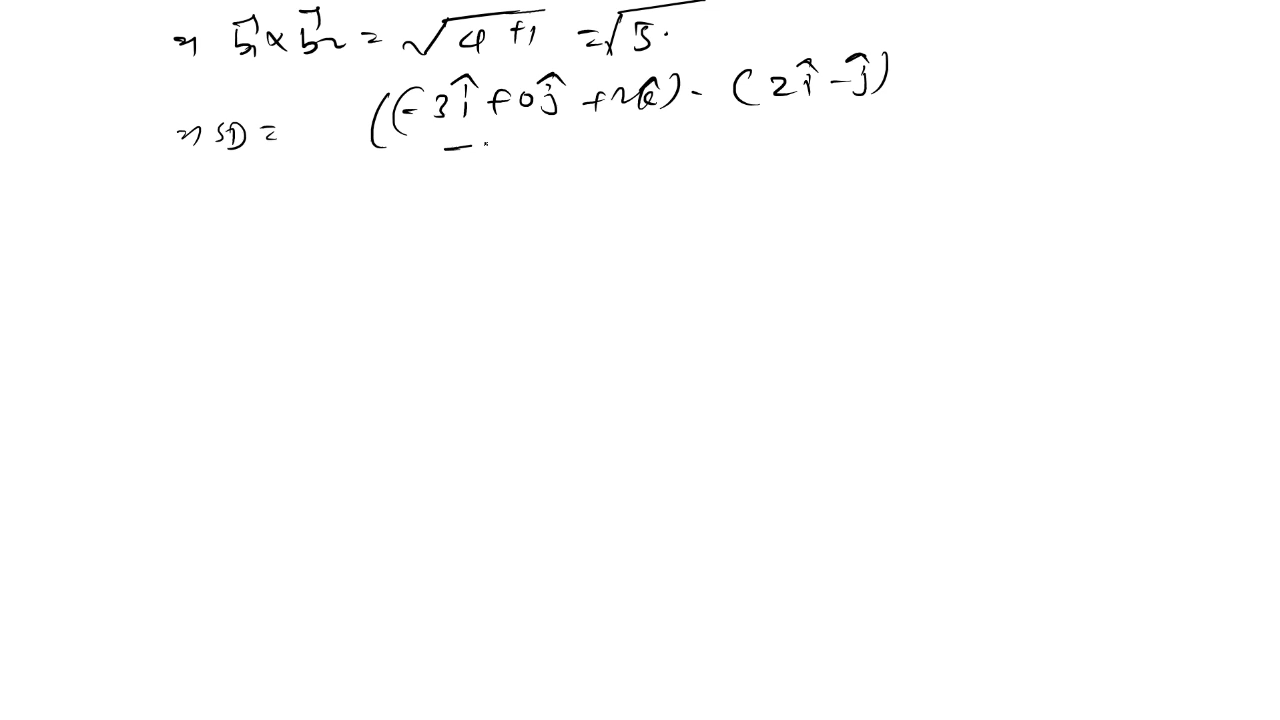 ⇒ b⃗₁ × b⃗₂ = √(4+1) = √5.
⇒ SD = ((-3î + 0ĵ + 2k̂) · (2î - ĵ)